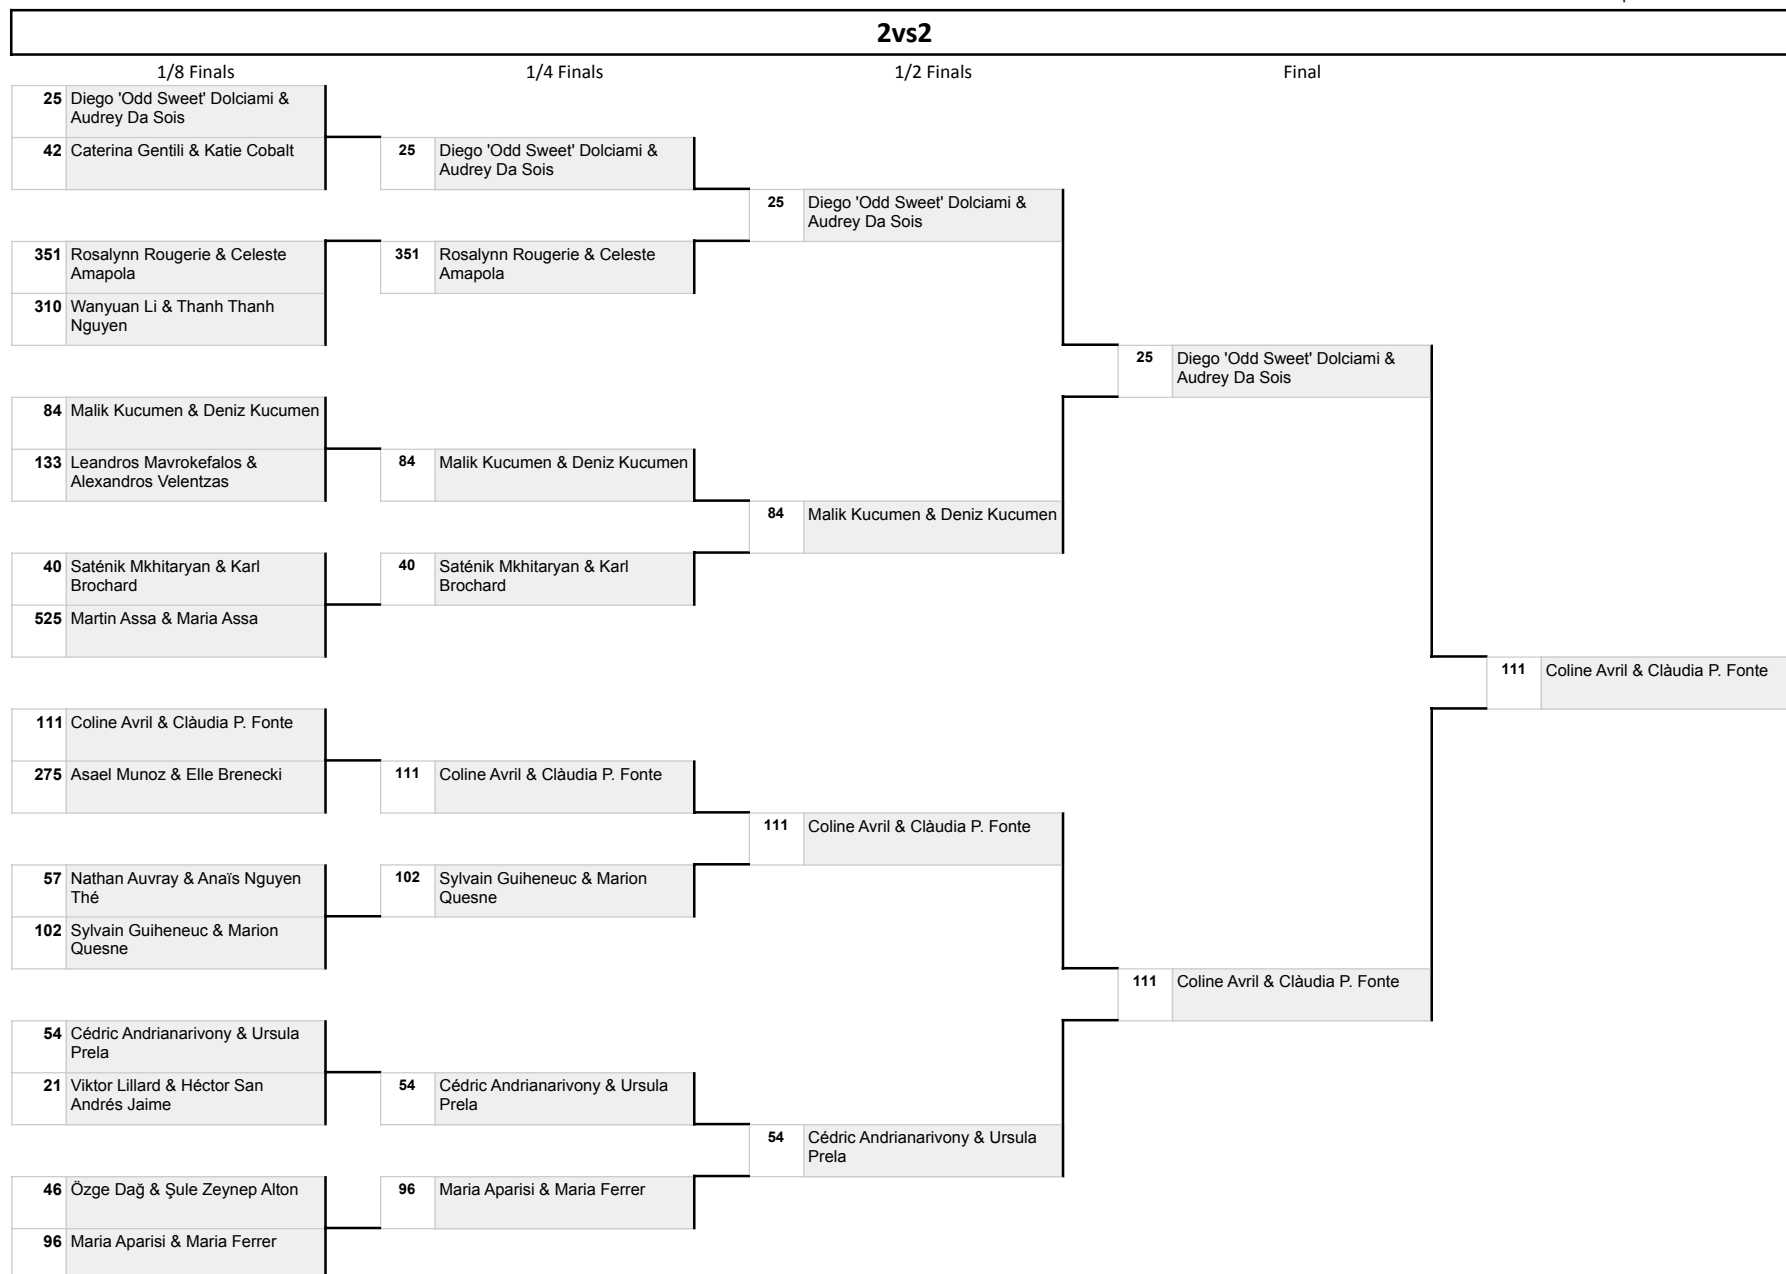 2vs2
1/8 Finals
1/4 Finals
1/2 Finals
Final
25 Diego 'Odd Sweet' Dolciami &
Audrey Da Sois
42 Caterina Gentili & Katie Cobalt
351 Rosalynn Rougerie & Celeste
Amapola
310 Wanyuan Li & Thanh Thanh
Nguyen
84 Malik Kucumen & Deniz Kucumen
133 Leandros Mavrokefalos &
Alexandros Velentzas
40 Saténik Mkhitaryan & Karl
Brochard
525 Martin Assa & Maria Assa
111 Coline Avril & Clàudia P. Fonte
275 Asael Munoz & Elle Brenecki
57 Nathan Auvray & Anaïs Nguyen
Thé
102 Sylvain Guiheneuc & Marion
Quesne
54 Cédric Andrianarivony & Ursula
Prela
21 Viktor Lillard & Héctor San
Andrés Jaime
46 Özge Dağ & Şule Zeynep Alton
96 Maria Aparisi & Maria Ferrer
25 Diego 'Odd Sweet' Dolciami &
Audrey Da Sois
351 Rosalynn Rougerie & Celeste
Amapola
84 Malik Kucumen & Deniz Kucumen
40 Saténik Mkhitaryan & Karl
Brochard
111 Coline Avril & Clàudia P. Fonte
102 Sylvain Guiheneuc & Marion
Quesne
54 Cédric Andrianarivony & Ursula
Prela
96 Maria Aparisi & Maria Ferrer
25 Diego 'Odd Sweet' Dolciami &
Audrey Da Sois
84 Malik Kucumen & Deniz Kucumen
111 Coline Avril & Clàudia P. Fonte
54 Cédric Andrianarivony & Ursula
Prela
25 Diego 'Odd Sweet' Dolciami &
Audrey Da Sois
111 Coline Avril & Clàudia P. Fonte
111 Coline Avril & Clàudia P. Fonte